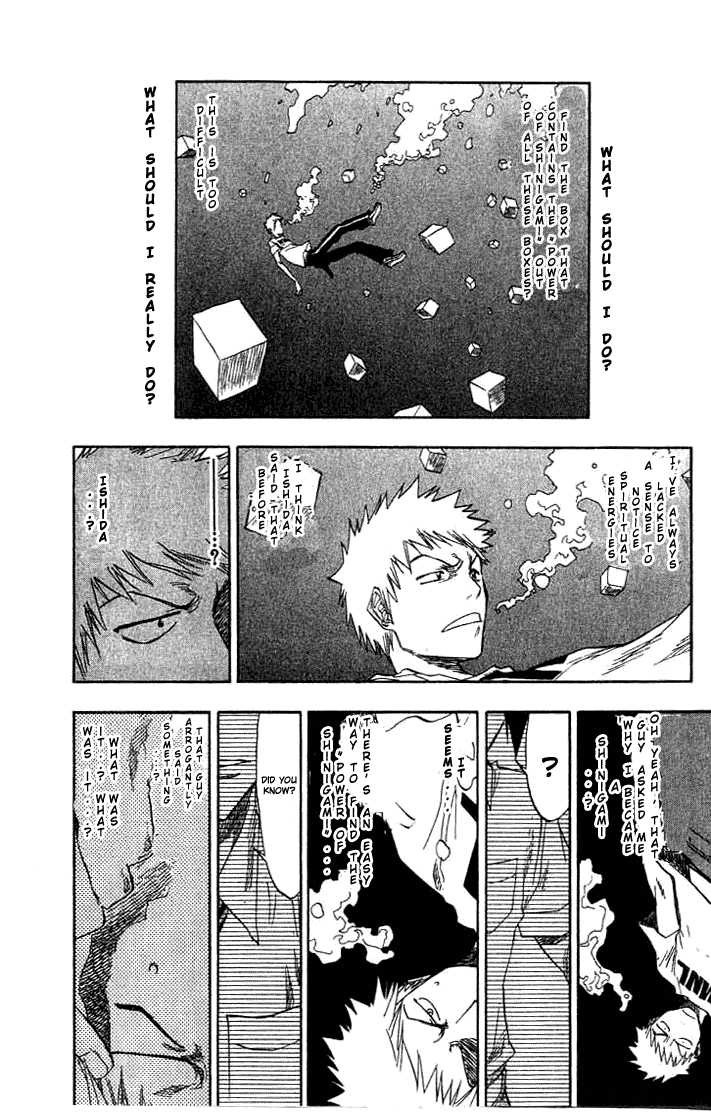 WHAT SHOULD I DO?
FIND THE BOX THAT
CONTAINS THE "POWER
OF SHINIGAMI" OUT
OF ALL THESE BOXES?
THIS IS TOO
DIFFICULT
WHAT SHOULD I REALLY DO?
I'VE ALWAYS
LACKED
A SENSE TO
NOTICE
SPIRITUAL
ENERGIES
I THINK
ISHIDA
SAID THAT
BEFORE
.......?
ISHIDA
...?
OH YEAH, THAT
GUY ASKED ME
WHY I BECAME
A
SHINIGAMI
...?
?
IT
SEEMS...
THERE'S AN EASY
WAY TO FIND THE
"POWER OF
SHINIGAMI"...
DID YOU
KNOW?
THAT GUY
ARROGANTLY
SAID
SOMETHING
...?
WHAT WAS
IT..? WHAT
WAS IT...?